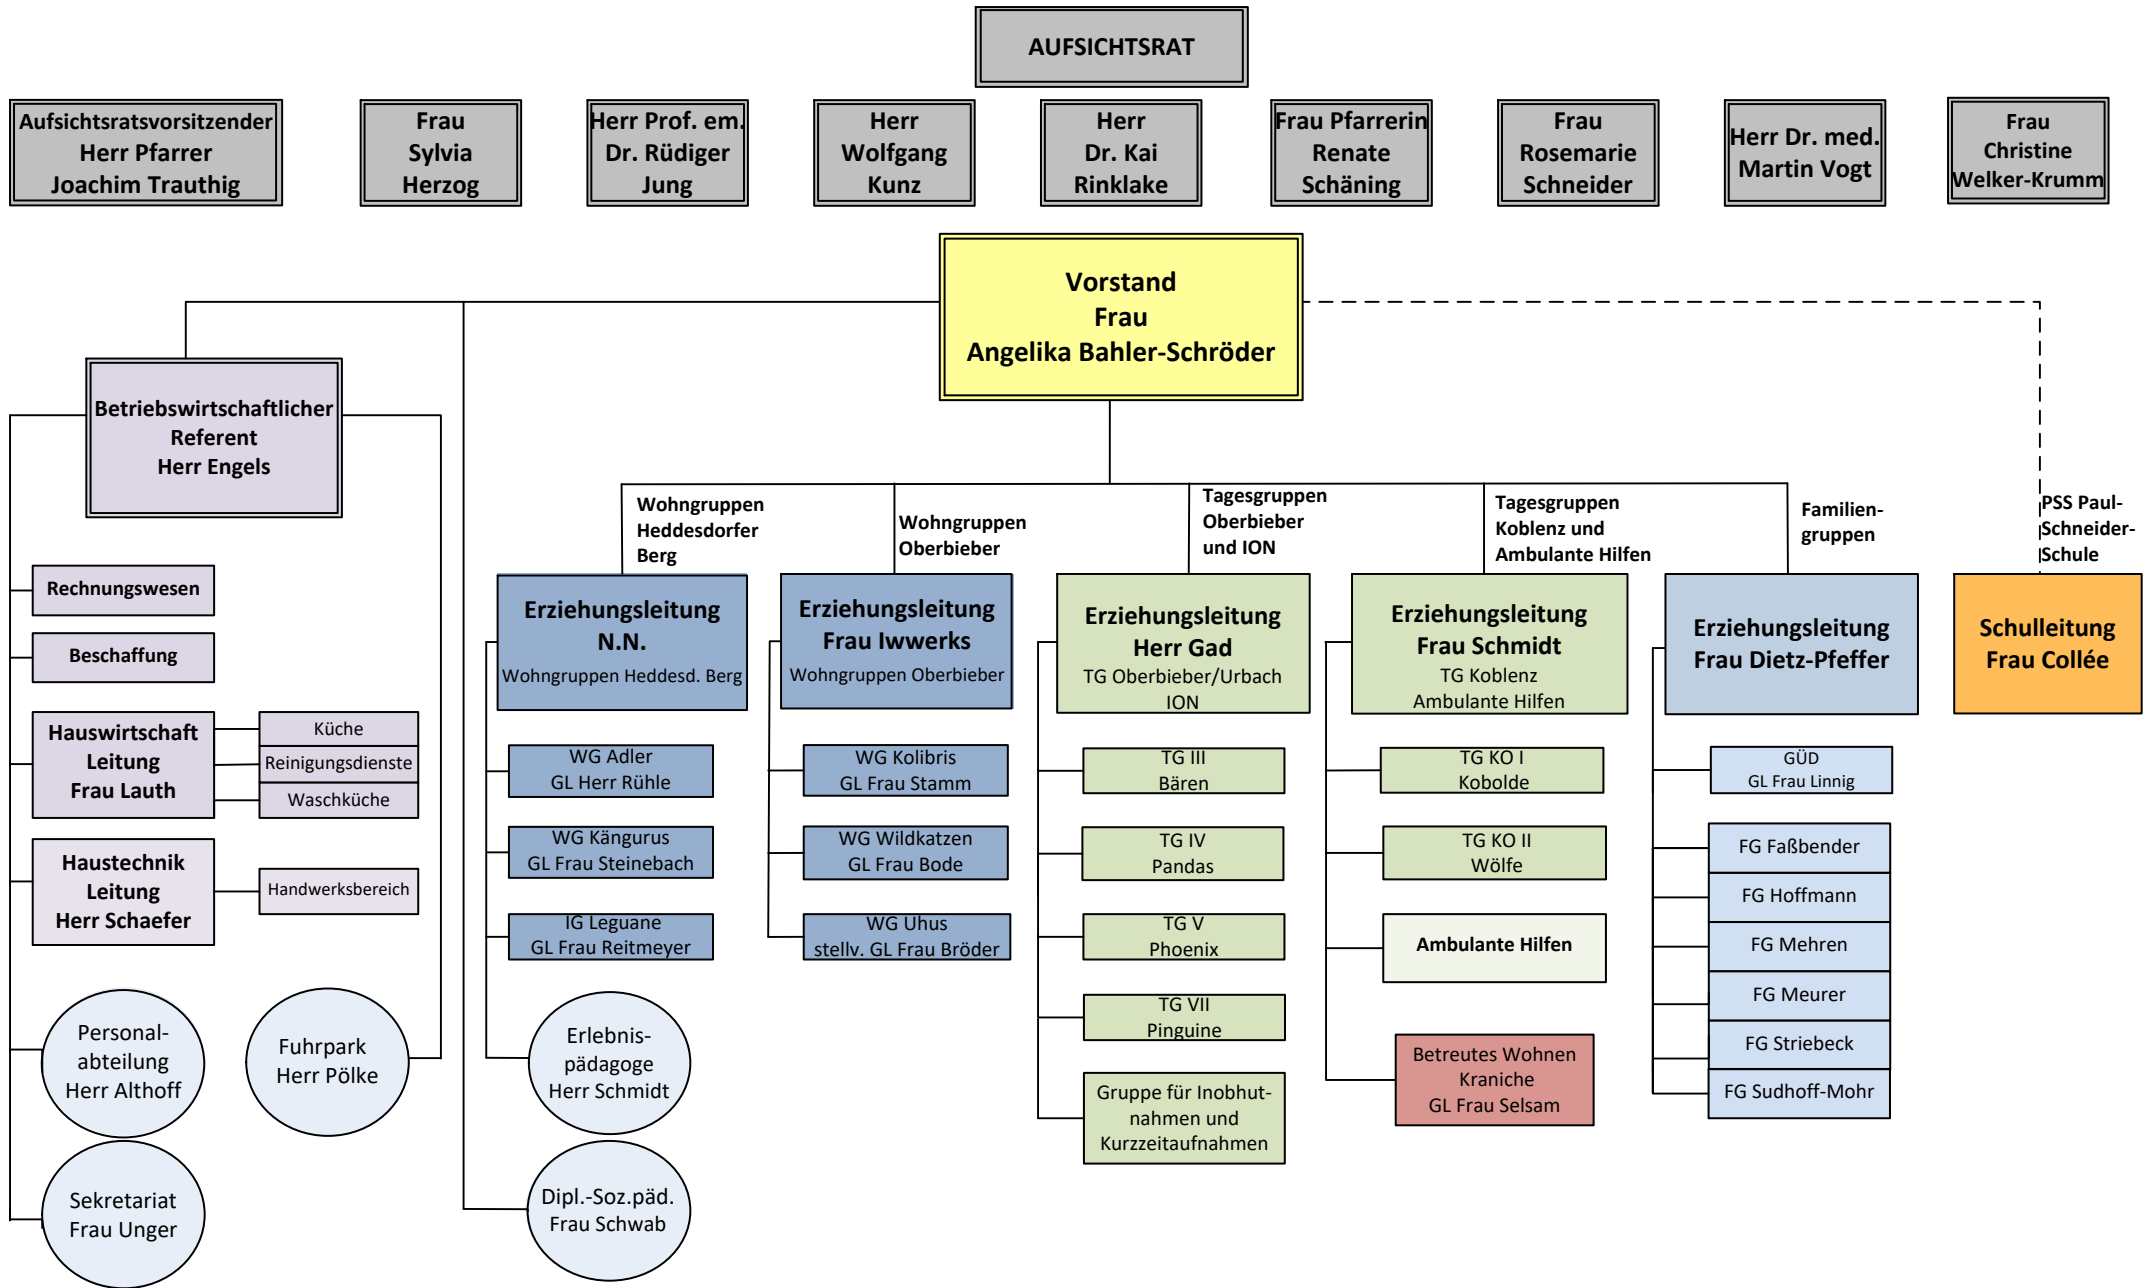 AUFSICHTSRAT
Aufsichtsratsvorsitzender
Herr Pfarrer
Joachim Trauthig
Frau
Sylvia
Herzog
Herr Prof. em.
Dr. Rüdiger
Jung
Herr
Wolfgang
Kunz
Herr
Dr. Kai
Rinklake
Frau Pfarrerin
Renate
Schäning
Frau
Rosemarie
Schneider
Herr Dr. med.
Martin Vogt
Frau
Christine
Welker-Krumm
Vorstand
Frau
Angelika Bahler-Schröder
Betriebswirtschaftlicher
Referent
Herr Engels
Rechnungswesen
Beschaffung
Hauswirtschaft
Leitung
Frau Lauth
Küche
Reinigungsdienste
Waschküche
Haustechnik
Leitung
Herr Schaefer
Handwerksbereich
Personal-
abteilung
Herr Althoff
Fuhrpark
Herr Pölke
Sekretariat
Frau Unger
Wohngruppen
Heddesdorfer
Berg
Erziehungsleitung
N.N.
Wohngruppen Heddesd. Berg
WG Adler
GL Herr Rühle
WG Kängurus
GL Frau Steinebach
IG Leguane
GL Frau Reitmeyer
Erlebnis-
pädagoge
Herr Schmidt
Dipl.-Soz.päd.
Frau Schwab
Wohngruppen
Oberbieber
Erziehungsleitung
Frau Iwwerks
Wohngruppen Oberbieber
WG Kolibris
GL Frau Stamm
WG Wildkatzen
GL Frau Bode
WG Uhus
stellv. GL Frau Bröder
Tagesgruppen
Oberbieber
und ION
Erziehungsleitung
Herr Gad
TG Oberbieber/Urbach
ION
TG III
Bären
TG IV
Pandas
TG V
Phoenix
TG VII
Pinguine
Gruppe für Inobhut-
nahmen und
Kurzzeitaufnahmen
Tagesgruppen
Koblenz und
Ambulante Hilfen
Erziehungsleitung
Frau Schmidt
TG Koblenz
Ambulante Hilfen
TG KO I
Kobolde
TG KO II
Wölfe
Ambulante Hilfen
Betreutes Wohnen
Kraniche
GL Frau Selsam
Familien-
gruppen
Erziehungsleitung
Frau Dietz-Pfeffer
GÜD
GL Frau Linnig
FG Faßbender
FG Hoffmann
FG Mehren
FG Meurer
FG Striebeck
FG Sudhoff-Mohr
PSS Paul-
Schneider-
Schule
Schulleitung
Frau Collée